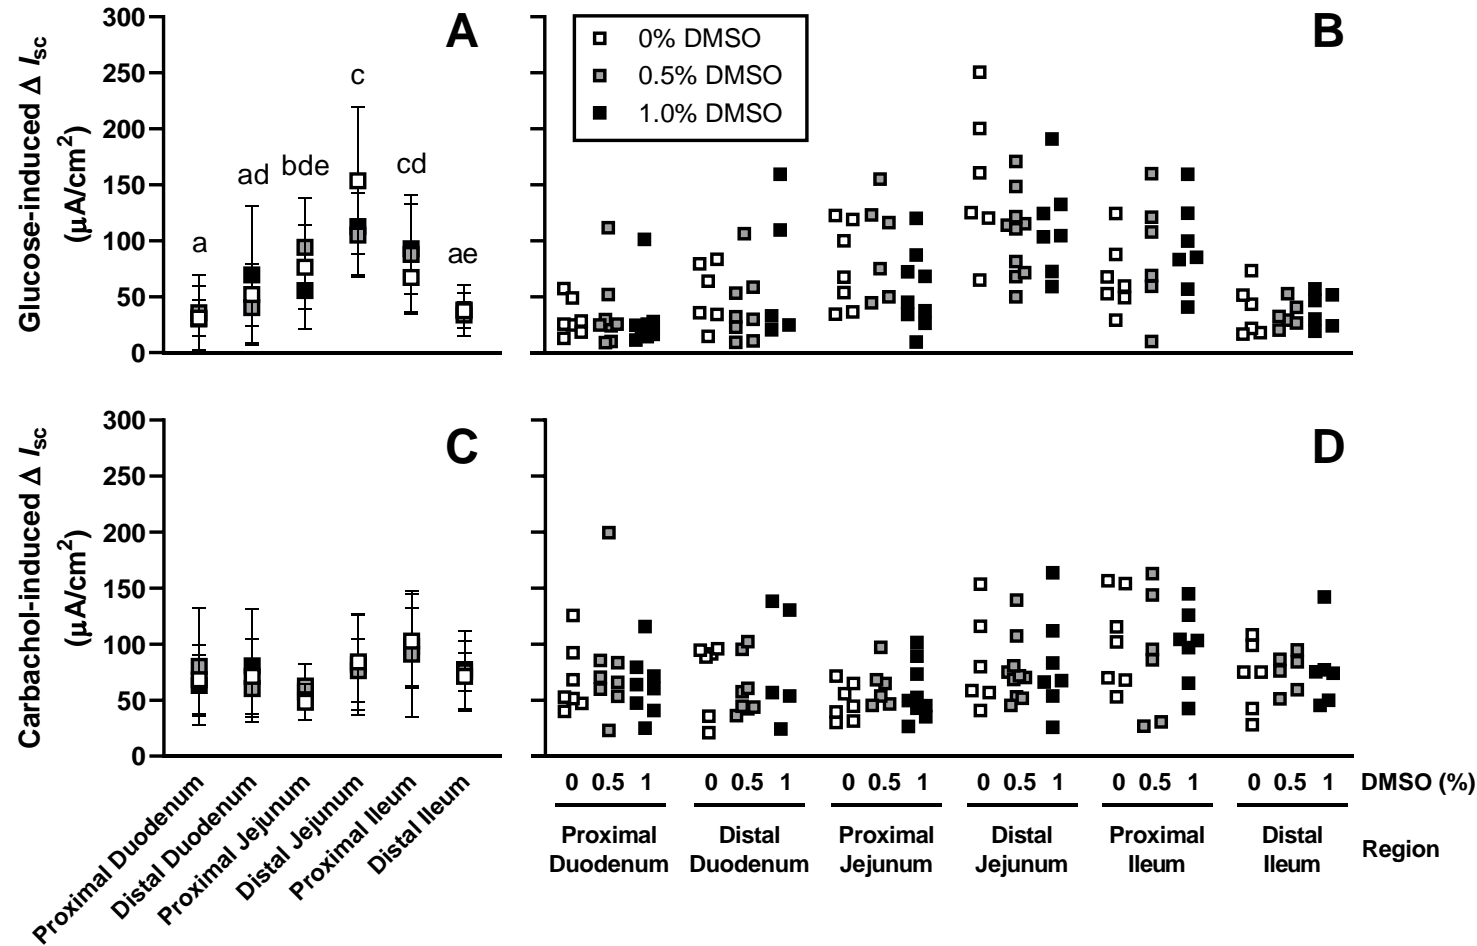 Glucose-induced Δ Isc
(μA/cm²)
300
250
200
150
100
50
0
A
a
ad
bde
c
cd
ae
0% DMSO
0.5% DMSO
1.0% DMSO
B
Carbachol-induced Δ Isc
(μA/cm²)
300
250
200
150
100
50
0
C
D
Proximal Duodenum
Distal Duodenum
Proximal Jejunum
Distal Jejunum
Proximal Ileum
Distal Ileum
0 0.5 1 0 0.5 1 0 0.5 1 0 0.5 1 0 0.5 1 0 0.5 1 DMSO (%)
Proximal Duodenum
Distal Duodenum
Proximal Jejunum
Distal Jejunum
Proximal Ileum
Distal Ileum
Region